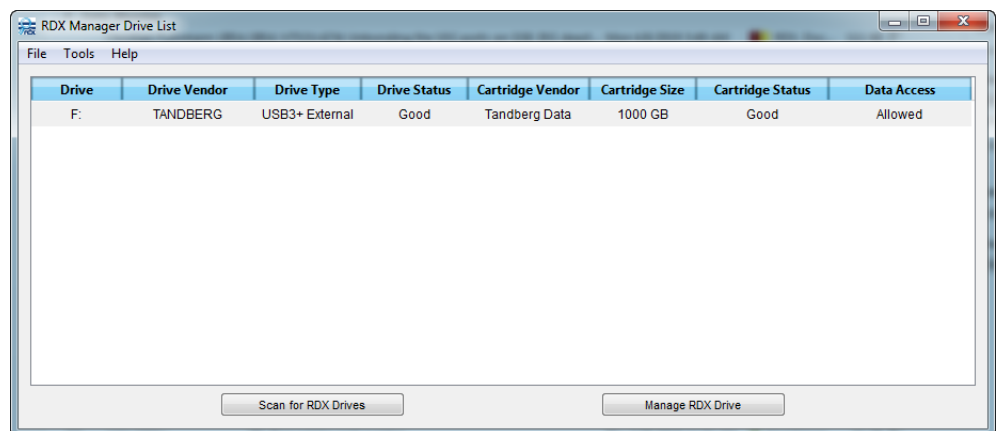 RDX Manager Drive List
File Tools Help
Drive Drive Vendor Drive Type Drive Status Cartridge Vendor Cartridge Size Cartridge Status Data Access
F: TANDBERG USB3+ External Good Tandberg Data 1000 GB Good Allowed
Scan for RDX Drives Manage RDX Drive